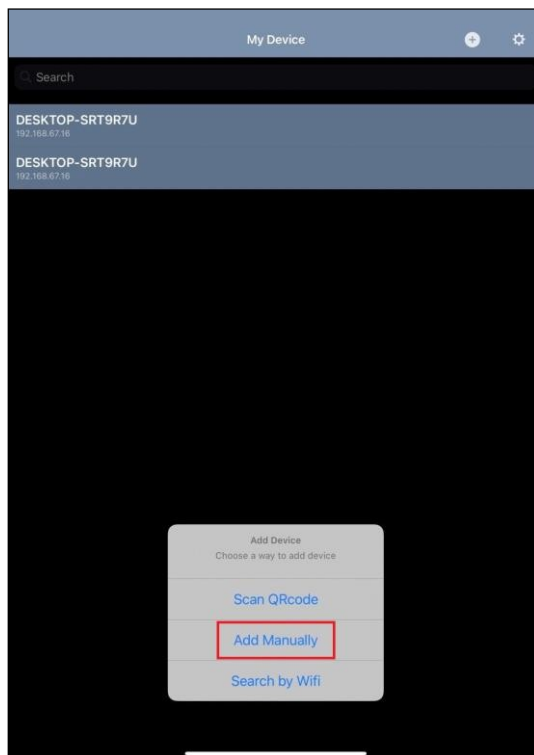 My Device
Search
DESKTOP-SRT9R7U
192.168.67.16
DESKTOP-SRT9R7U
192.168.67.16
Add Device
Choose a way to add device
Scan QRcode
Add Manually
Search by Wifi